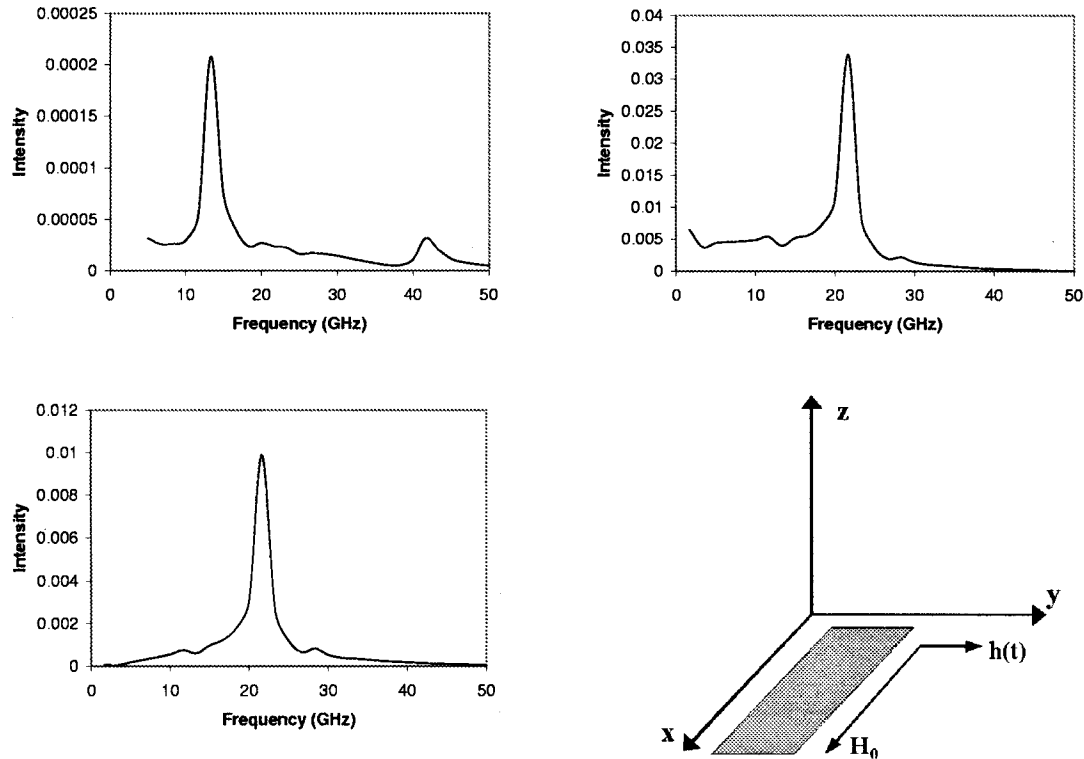 0.00025
0.0002
0.00015
0.0001
0.00005
0
Intensity
0 10 20 30 40 50
Frequency (GHz)
0.04
0.035
0.03
0.025
0.02
0.015
0.01
0.005
0
Intensity
0 10 20 30 40 50
Frequency (GHz)
0.012
0.01
0.008
0.006
0.004
0.002
0
Intensity
0 10 20 30 40 50
Frequency (GHz)
z
y
h(t)
x
H₀